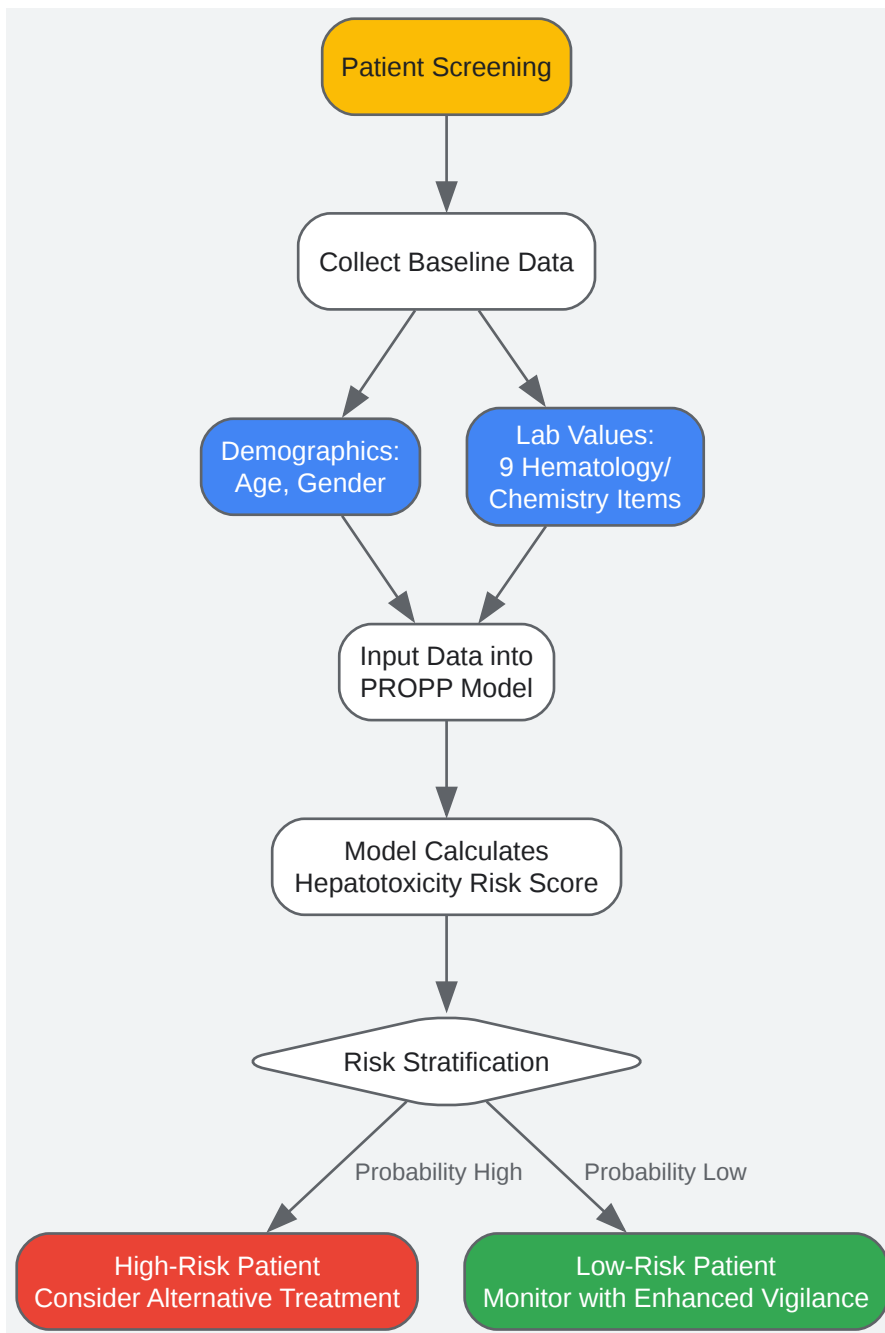 Patient Screening
Collect Baseline Data
Demographics:
Age, Gender
Lab Values:
9 Hematology/
Chemistry Items
Input Data into
PROPP Model
Model Calculates
Hepatotoxicity Risk Score
Risk Stratification
Probability High
Probability Low
High-Risk Patient
Consider Alternative Treatment
Low-Risk Patient
Monitor with Enhanced Vigilance